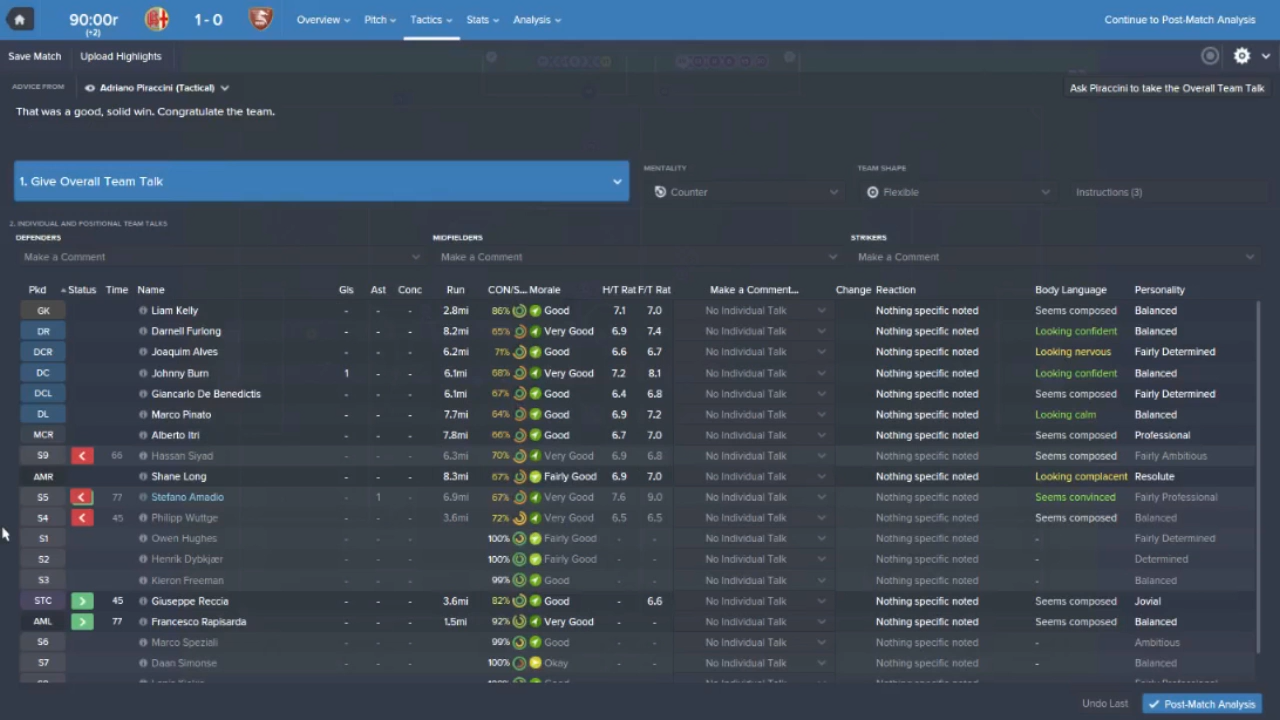 90:00r 1 - 0 Overview Pitch Tactics Stats Analysis Continue to Post-Match Analysis
(+2)
Save Match Upload Highlights
ADVICE FROM Adriano Piraccini (Tactical) Ask Piraccini to take the Overall Team Talk
That was a good, solid win. Congratulate the team.
MENTALITY TEAM SHAPE
1. Give Overall Team Talk Counter Flexible Instructions (3)
2. INDIVIDUAL AND POSITIONAL TEAM TALKS
DEFENDERS MIDFIELDERS STRIKERS
Make a Comment Make a Comment Make a Comment
Pkd Status Time Name Gls Ast Conc Run CON/S... Morale H/T Rat F/T Rat Make a Comment... Change Reaction Body Language Personality
GK Liam Kelly - - - 2.8mi 86% Good 7.1 7.0 No Individual Talk Nothing specific noted Seems composed Balanced
DR Darnell Furlong - - - 8.2mi 65% Very Good 6.9 7.4 No Individual Talk Nothing specific noted Looking confident Balanced
DCR Joaquim Alves - - - 6.2mi 71% Good 6.6 6.7 No Individual Talk Nothing specific noted Looking nervous Fairly Determined
DC Johnny Burn 1 - - 6.1mi 68% Very Good 7.2 8.1 No Individual Talk Nothing specific noted Looking confident Balanced
DCL Giancarlo De Benedictis - - - 6.1mi 67% Good 6.4 6.8 No Individual Talk Nothing specific noted Seems composed Fairly Determined
DL Marco Pinato - - - 7.7mi 64% Good 6.9 7.2 No Individual Talk Nothing specific noted Looking calm Balanced
MCR Alberto Itri - - - 7.8mi 66% Good 6.7 7.0 No Individual Talk Nothing specific noted Seems composed Professional
S9 66 Hassan Siyad - - - 6.3mi 70% Very Good 6.9 6.8 No Individual Talk Nothing specific noted Seems composed Fairly Ambitious
AMR Shane Long - - - 8.3mi 67% Fairly Good 6.9 7.0 No Individual Talk Nothing specific noted Looking complacent Resolute
S5 77 Stefano Amadio - 1 - 6.9mi 67% Very Good 7.6 9.0 No Individual Talk Nothing specific noted Seems convinced Fairly Professional
S4 45 Philipp Wuttge - - - 3.6mi 72% Very Good 6.5 6.5 No Individual Talk Nothing specific noted Seems composed Balanced
S1 Owen Hughes - - - 100% Fairly Good - - No Individual Talk Nothing specific noted - Fairly Determined
S2 Henrik Dybkjær - - - 100% Fairly Good - - No Individual Talk Nothing specific noted - Determined
S3 Kieron Freeman - - - 99% Good - - No Individual Talk Nothing specific noted - Balanced
STC 45 Giuseppe Reccia - - - 3.6mi 82% Good - 6.6 No Individual Talk Nothing specific noted Seems composed Jovial
AML 77 Francesco Rapisarda - - - 1.5mi 92% Very Good - - No Individual Talk Nothing specific noted Seems composed Balanced
S6 Marco Speziali - - - 99% Good - - No Individual Talk Nothing specific noted - Ambitious
S7 Daan Simonse - - - 100% Okay - - No Individual Talk Nothing specific noted - Balanced
Undo Last Post-Match Analysis